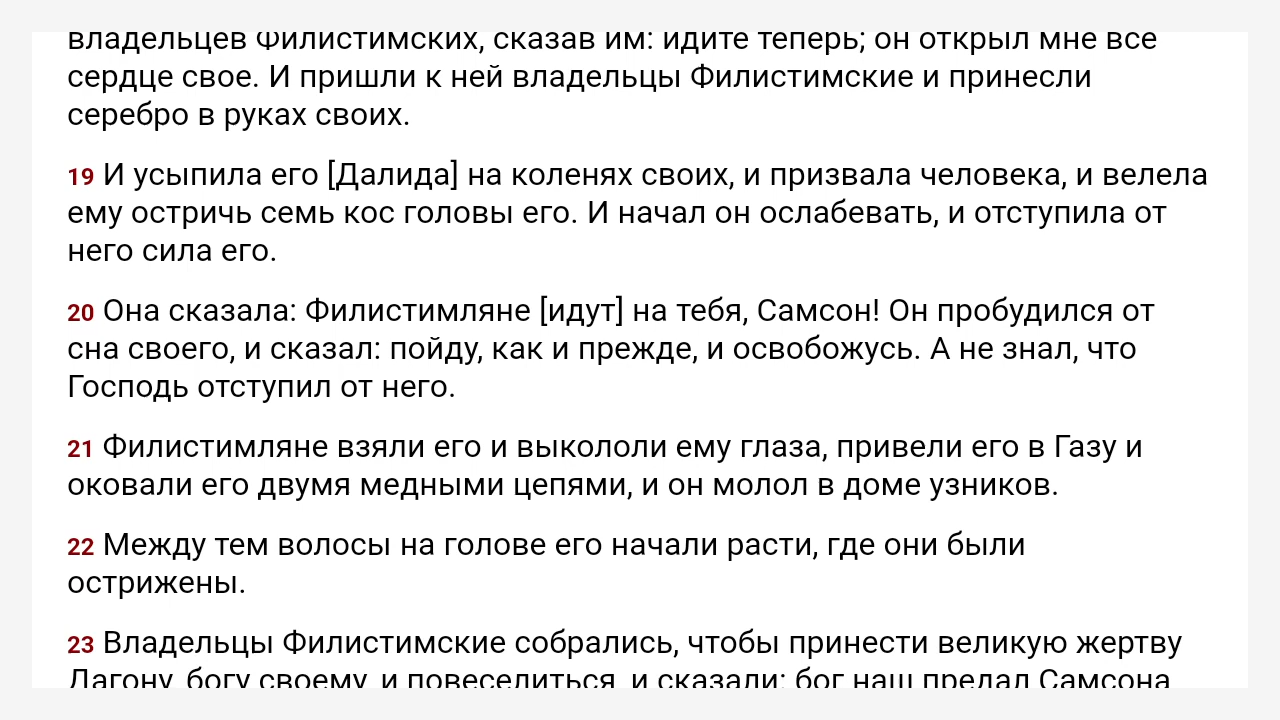 владельцев Филистимских, сказав им: идите теперь; он открыл мне все
сердце свое. И пришли к ней владельцы Филистимские и принесли
серебро в руках своих.
19 И усыпила его [Далида] на коленях своих, и призвала человека, и велела
ему остричь семь кос головы его. И начал он ослабевать, и отступила от
него сила его.
20 Она сказала: Филистимляне [идут] на тебя, Самсон! Он пробудился от
сна своего, и сказал: пойду, как и прежде, и освобожусь. А не знал, что
Господь отступил от него.
21 Филистимляне взяли его и выкололи ему глаза, привели его в Газу и
оковали его двумя медными цепями, и он молол в доме узников.
22 Между тем волосы на голове его начали расти, где они были
острижены.
23 Владельцы Филистимские собрались, чтобы принести великую жертву
Дагону, богу своему, и повеселиться, и сказали: бог наш предал Самсона